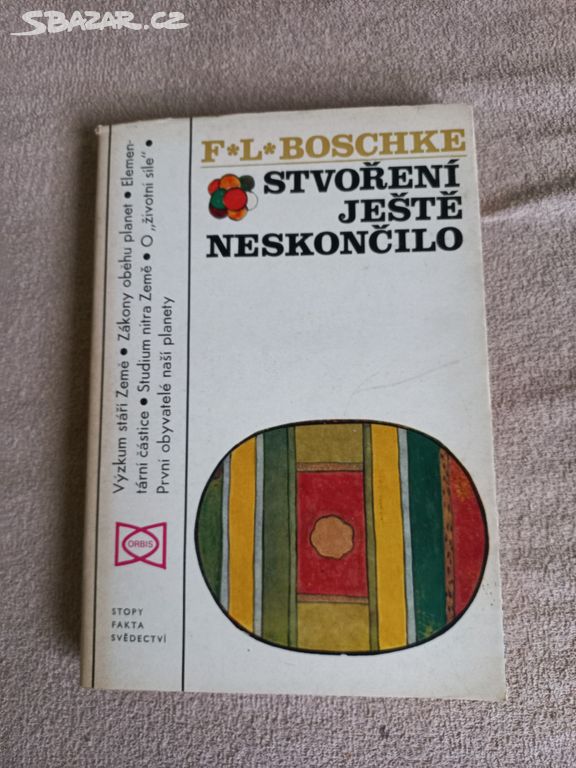 SBAZAR.CZ
F*L*BOSCHKE
STVOŘENÍ
JEŠTĚ
NESKONČILO
Výzkum stáří Země • Zákony oběhu planet • Elemen-
tární částice • Studium nitra Země • O „životní síle" •
První obyvatelé naší planety
ORBIS
STOPY
FAKTA
SVĚDECTVÍ